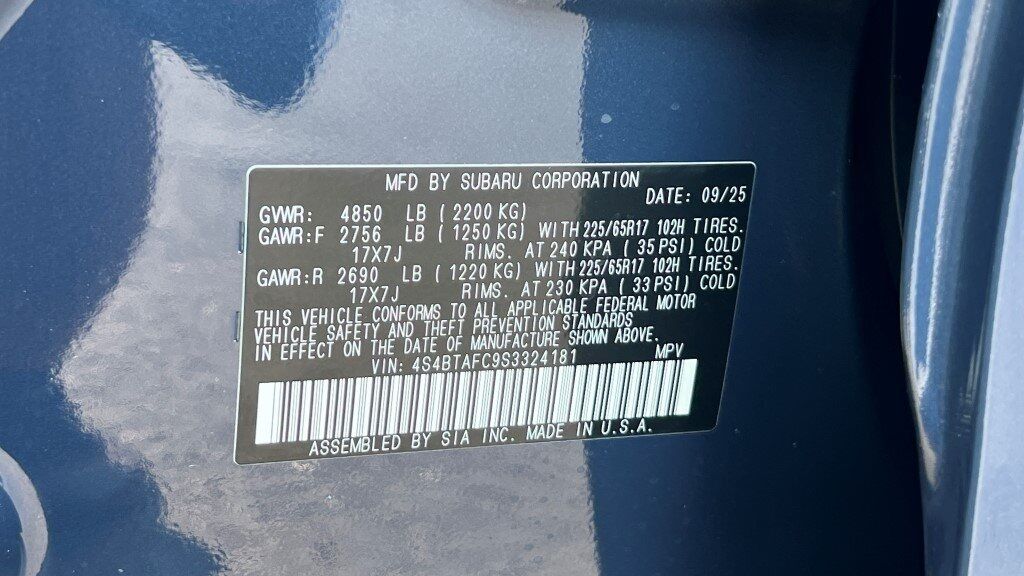 MFD BY SUBARU CORPORATION
DATE: 09/25
GVWR: 4850 LB ( 2200 KG)
GAWR:F 2756 LB ( 1250 KG) WITH 225/65R17 102H TIRES.
17X7J RIMS. AT 240 KPA ( 35 PSI) COLD
GAWR:R 2690 LB ( 1220 KG) WITH 225/65R17 102H TIRES.
17X7J RIMS. AT 230 KPA ( 33 PSI) COLD
THIS VEHICLE CONFORMS TO ALL APPLICABLE FEDERAL MOTOR
VEHICLE SAFETY AND THEFT PREVENTION STANDARDS
IN EFFECT ON THE DATE OF MANUFACTURE SHOWN ABOVE.
VIN: 4S4BTAFC9S3324181 MPV
ASSEMBLED BY SIA INC. MADE IN U.S.A.